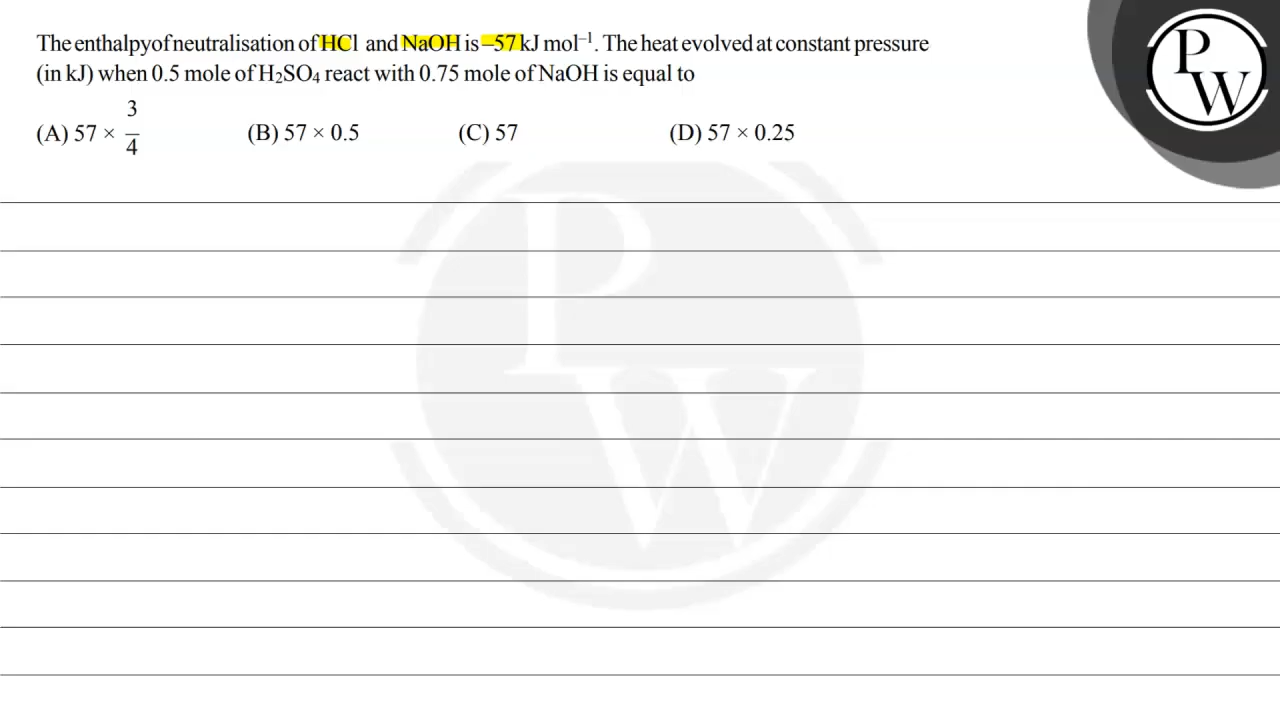 The enthalpy of neutralisation of HCl and NaOH is –57 kJ mol⁻¹. The heat evolved at constant pressure
(in kJ) when 0.5 mole of H₂SO₄ react with 0.75 mole of NaOH is equal to
(A) 57 × 3/4 (B) 57 × 0.5 (C) 57 (D) 57 × 0.25
P
W
P
W